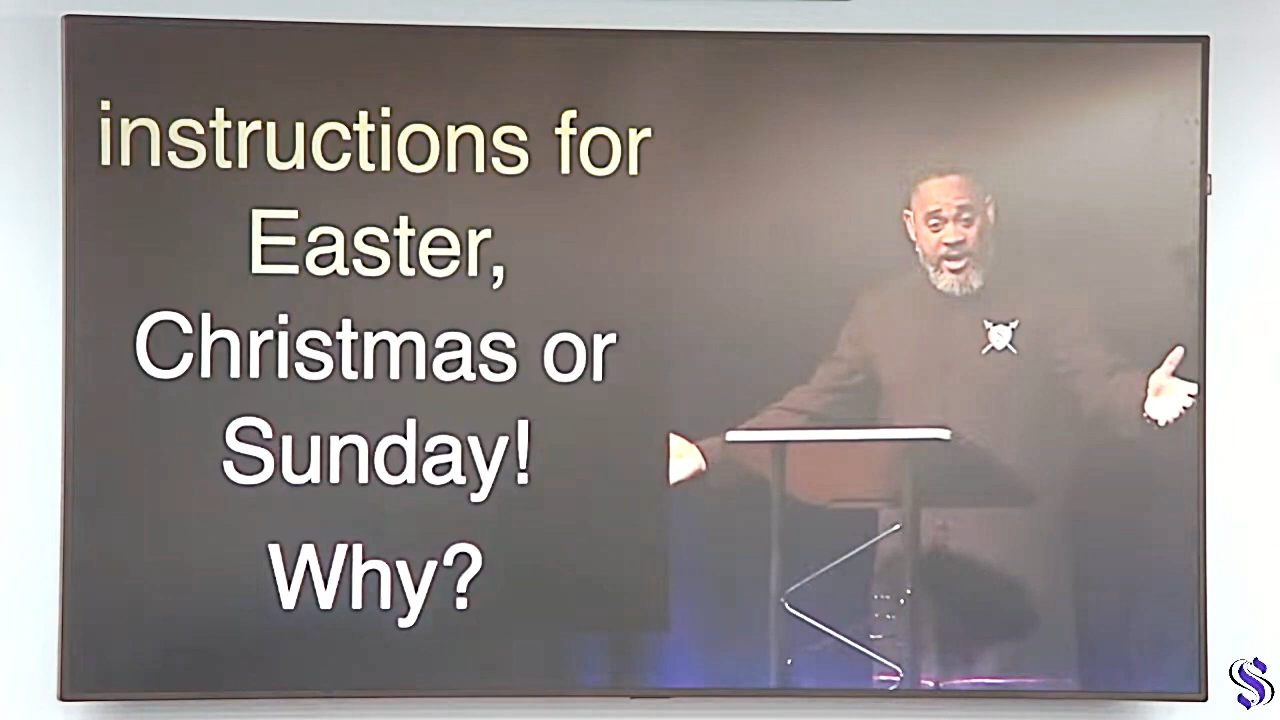 instructions for
Easter,
Christmas or
Sunday!
Why?